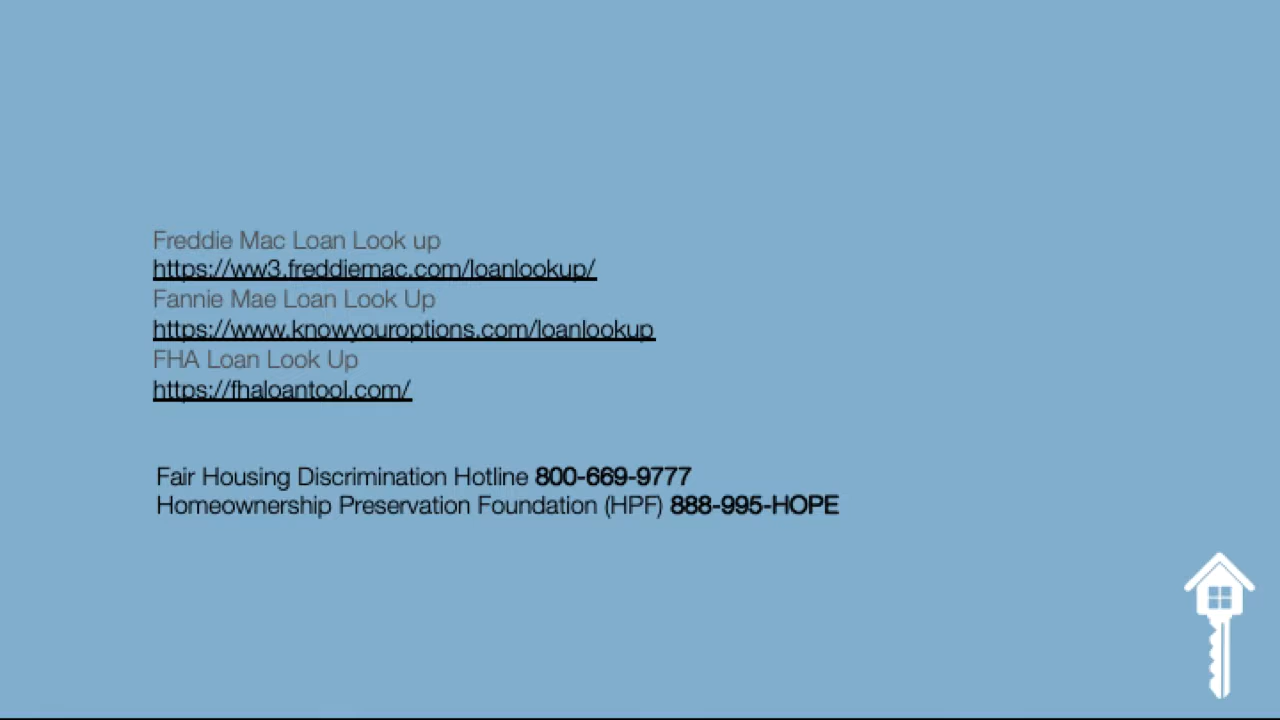 Freddie Mac Loan Look up
https://ww3.freddiemac.com/loanlookup/
Fannie Mae Loan Look Up
https://www.knowyouroptions.com/loanlookup
FHA Loan Look Up
https://fhaloantool.com/
Fair Housing Discrimination Hotline 800-669-9777
Homeownership Preservation Foundation (HPF) 888-995-HOPE